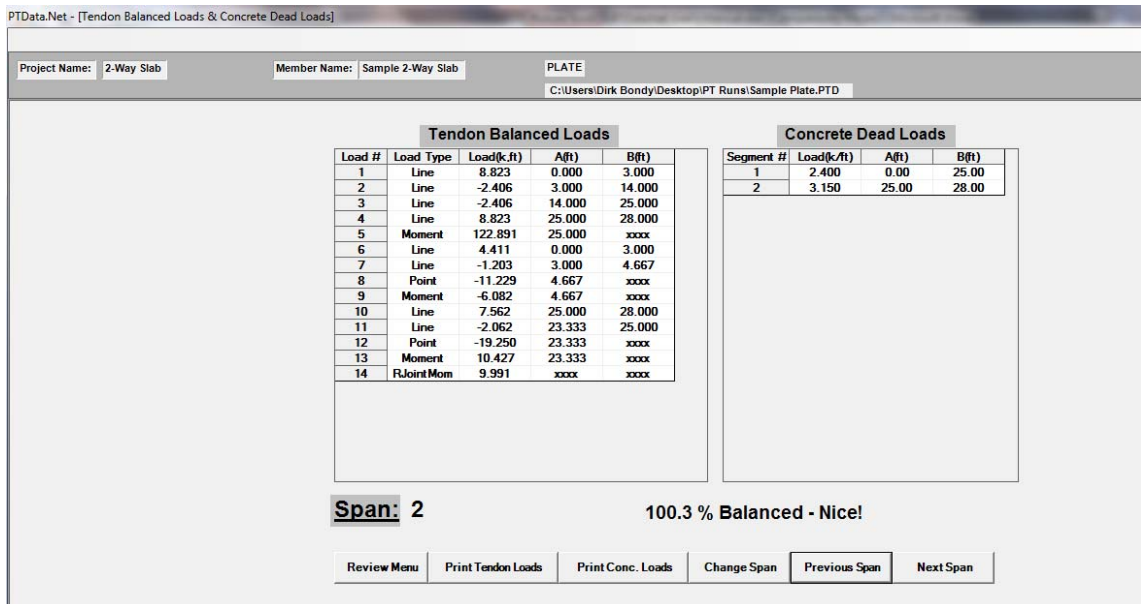 PTData.Net - [Tendon Balanced Loads & Concrete Dead Loads]
Project Name: 2-Way Slab Member Name: Sample 2-Way Slab PLATE
C:\Users\Dirk Bondy\Desktop\PT Runs\Sample Plate.PTD
Tendon Balanced Loads
Load # Load Type Load(k,ft) A(ft) B(ft)
1 Line 8.823 0.000 3.000
2 Line -2.406 3.000 14.000
3 Line -2.406 14.000 25.000
4 Line 8.823 25.000 28.000
5 Moment 122.891 25.000 xxxx
6 Line 4.411 0.000 3.000
7 Line -1.203 3.000 4.667
8 Point -11.229 4.667 xxxx
9 Moment -6.082 4.667 xxxx
10 Line 7.562 25.000 28.000
11 Line -2.062 23.333 25.000
12 Point -19.250 23.333 xxxx
13 Moment 10.427 23.333 xxxx
14 RJointMom 9.991 xxxx xxxx
Concrete Dead Loads
Segment # Load(k/ft) A(ft) B(ft)
1 2.400 0.00 25.00
2 3.150 25.00 28.00
Span: 2 100.3 % Balanced - Nice!
Review Menu Print Tendon Loads Print Conc. Loads Change Span Previous Span Next Span